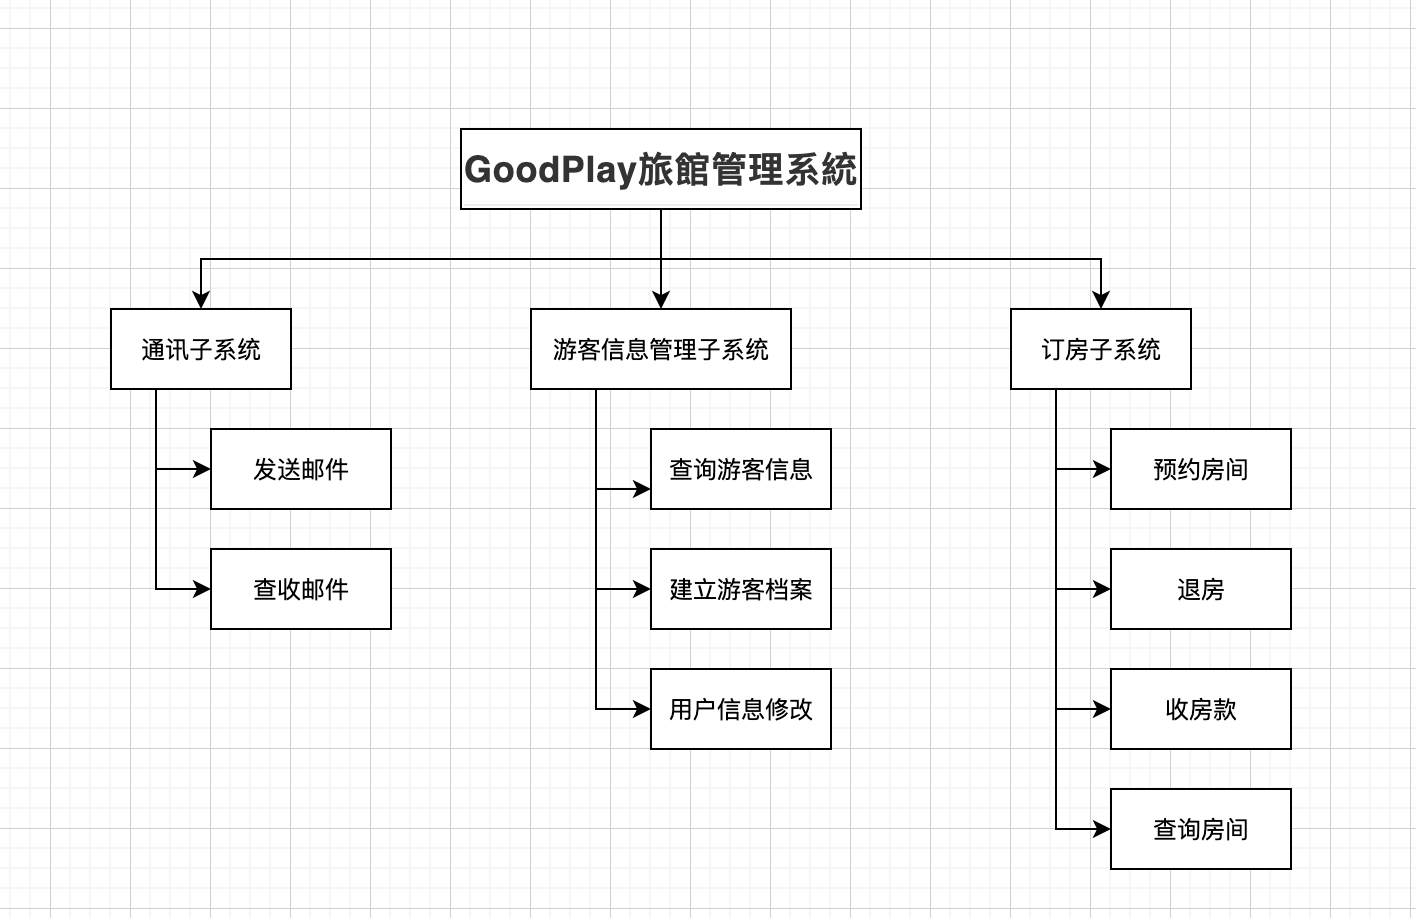 GoodPlay旅館管理系統
通讯子系统
游客信息管理子系统
订房子系统
发送邮件
查询游客信息
预约房间
查收邮件
建立游客档案
退房
用户信息修改
收房款
查询房间